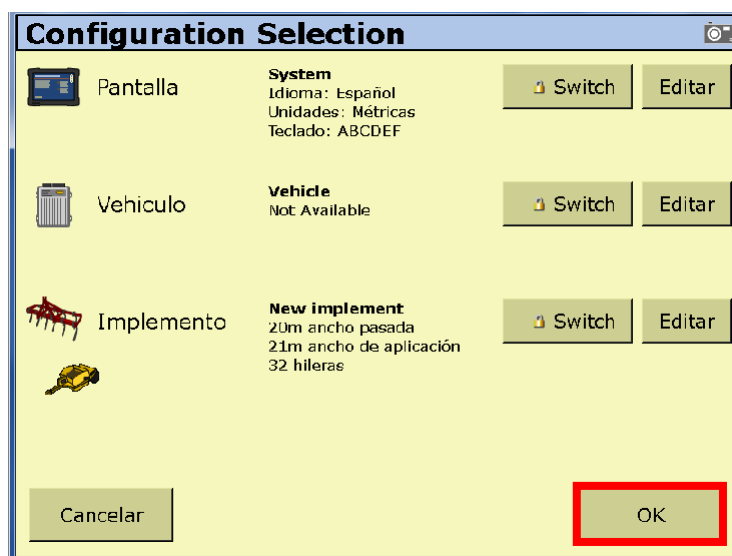 Configuration Selection
Pantalla
System
Idioma: Español
Unidades: Métricas
Teclado: ABCDEF
Switch
Editar
Vehiculo
Vehicle
Not Available
Switch
Editar
Implemento
New implement
20m ancho pasada
21m ancho de aplicación
32 hileras
Switch
Editar
Cancelar
OK